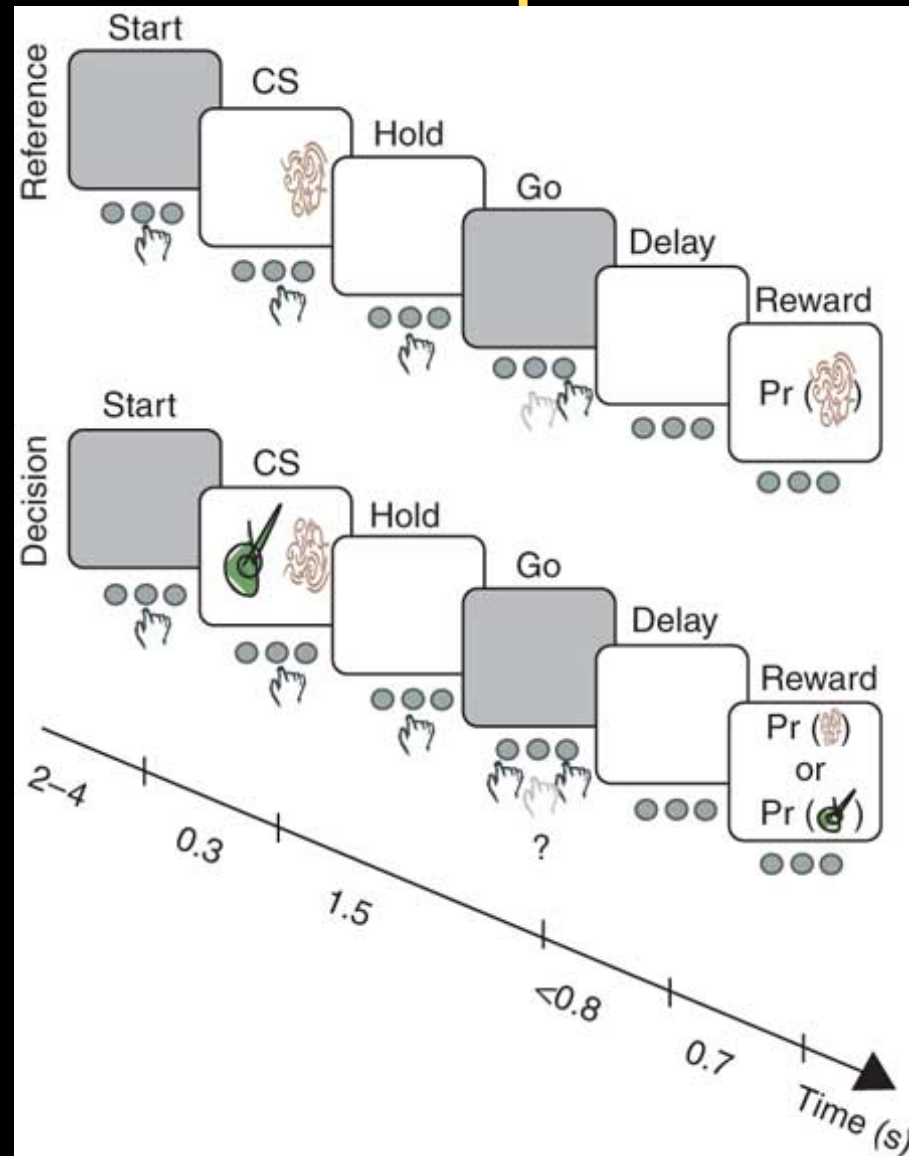 Reference
Start
CS
Hold
Go
Delay
Reward
Pr ( )
Decision
Start
CS
Hold
Go
?
Delay
Reward
Pr ( )
or
Pr ( )
2–4
0.3
1.5
<0.8
0.7
Time (s)